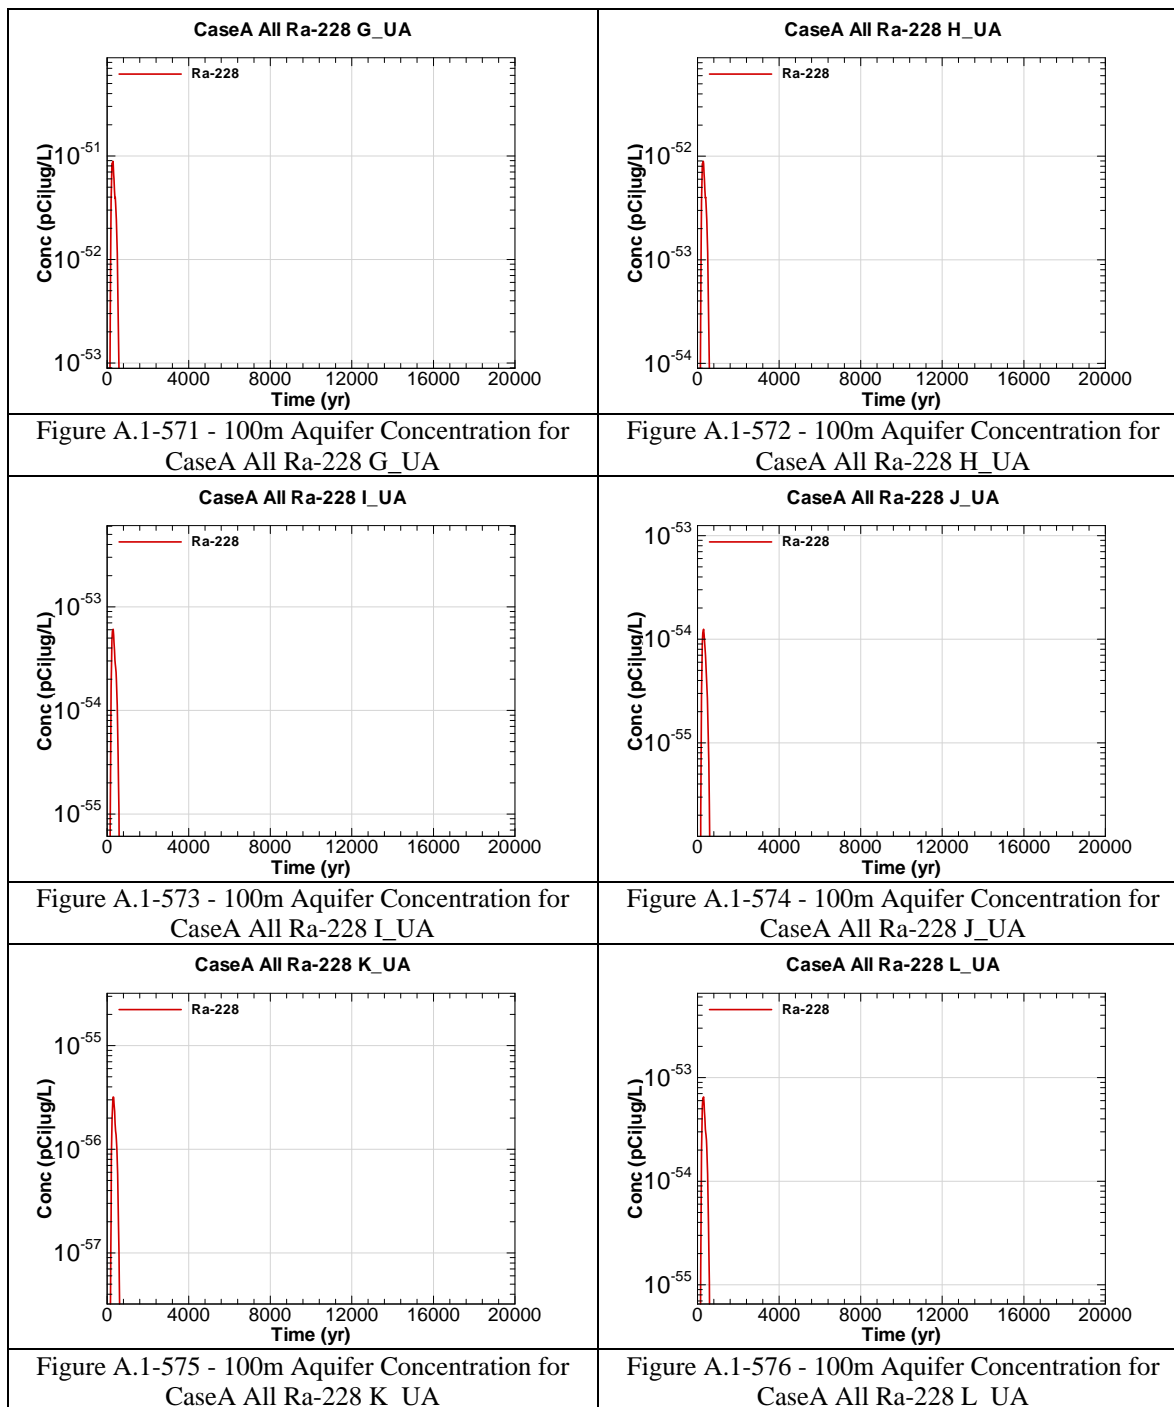 CaseA All Ra-228 G_UA
Ra-228
Conc (pCi|ug/L)
10-51
10-52
10-53
0 4000 8000 12000 16000 20000
Time (yr)
Figure A.1-571 - 100m Aquifer Concentration for
CaseA All Ra-228 G_UA
CaseA All Ra-228 H_UA
Ra-228
Conc (pCi|ug/L)
10-52
10-53
10-54
0 4000 8000 12000 16000 20000
Time (yr)
Figure A.1-572 - 100m Aquifer Concentration for
CaseA All Ra-228 H_UA
CaseA All Ra-228 I_UA
Ra-228
Conc (pCi|ug/L)
10-53
10-54
10-55
0 4000 8000 12000 16000 20000
Time (yr)
Figure A.1-573 - 100m Aquifer Concentration for
CaseA All Ra-228 I_UA
CaseA All Ra-228 J_UA
Ra-228
Conc (pCi|ug/L)
10-53
10-54
10-55
0 4000 8000 12000 16000 20000
Time (yr)
Figure A.1-574 - 100m Aquifer Concentration for
CaseA All Ra-228 J_UA
CaseA All Ra-228 K_UA
Ra-228
Conc (pCi|ug/L)
10-55
10-56
10-57
0 4000 8000 12000 16000 20000
Time (yr)
Figure A.1-575 - 100m Aquifer Concentration for
CaseA All Ra-228 K_UA
CaseA All Ra-228 L_UA
Ra-228
Conc (pCi|ug/L)
10-53
10-54
10-55
0 4000 8000 12000 16000 20000
Time (yr)
Figure A.1-576 - 100m Aquifer Concentration for
CaseA All Ra-228 L_UA